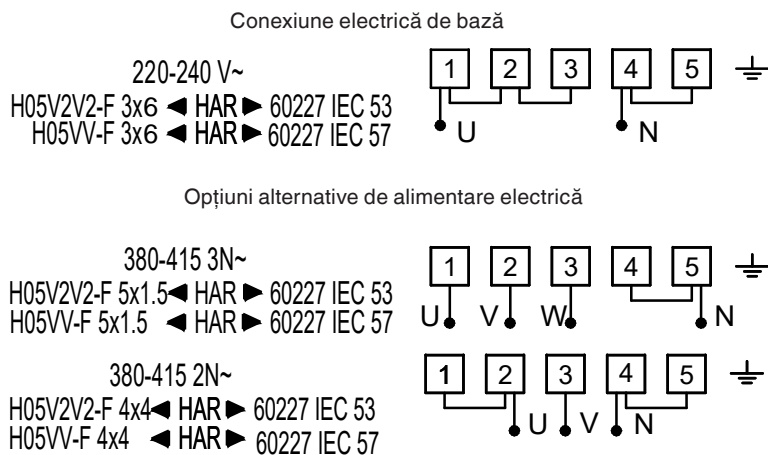 Conexiune electrică de bază
220-240 V~
H05V2V2-F 3x6 ◄ HAR ► 60227 IEC 53
H05VV-F 3x6 ◄ HAR ► 60227 IEC 57
1 2 3 4 5
U N
Opțiuni alternative de alimentare electrică
380-415 3N~
H05V2V2-F 5x1.5 ◄ HAR ► 60227 IEC 53
H05VV-F 5x1.5 ◄ HAR ► 60227 IEC 57
1 2 3 4 5
U V W N
380-415 2N~
H05V2V2-F 4x4 ◄ HAR ► 60227 IEC 53
H05VV-F 4x4 ◄ HAR ► 60227 IEC 57
1 2 3 4 5
U V N